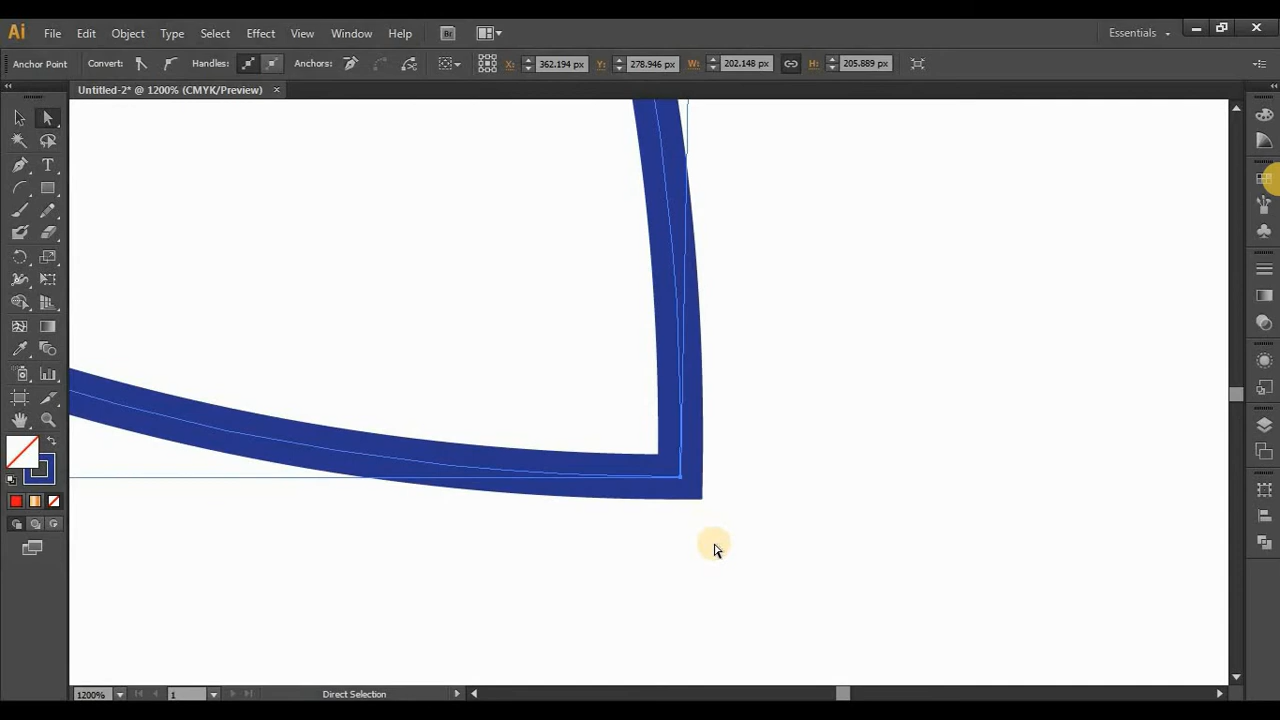 Ai File Edit Object Type Select Effect View Window Help Br Essentials
Anchor Point Convert: Handles: Anchors: X: 362.194 px Y: 278.946 px W: 202.148 px H: 205.889 px
Untitled-2* @ 1200% (CMYK/Preview) ×
T
1200% 1 Direct Selection